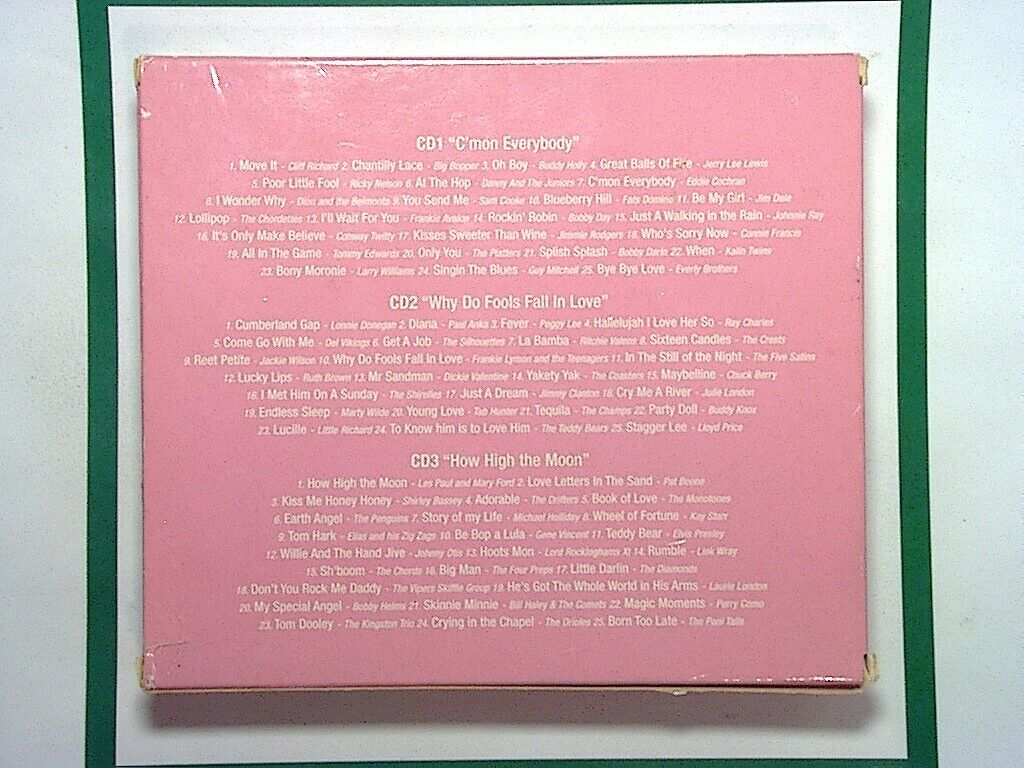 CD1 "C'mon Everybody"
1. Move It - Cliff Richard 2. Chantilly Lace - Big Bopper 3. Oh Boy - Buddy Holly 4. Great Balls Of Fire - Jerry Lee Lewis
5. Poor Little Fool - Ricky Nelson 6. At The Hop - Danny And The Juniors 7. C'mon Everybody - Eddie Cochran
8. I Wonder Why - Dion and the Belmonts 9. You Send Me - Sam Cooke 10. Blueberry Hill - Fats Domino 11. Be My Girl - Jim Dale
12. Lollipop - The Chordettes 13. I'll Wait For You - Frankie Avalon 14. Rockin' Robin - Bobby Day 15. Just A Walking in the Rain - Johnnie Ray
16. It's Only Make Believe - Conway Twitty 17. Kisses Sweeter Than Wine - Jimmie Rodgers 18. Who's Sorry Now - Connie Francis
19. All In The Game - Tommy Edwards 20. Only You - The Platters 21. Splish Splash - Bobby Darin 22. When - Kalin Twins
23. Bony Moronie - Larry Williams 24. Singin The Blues - Guy Mitchell 25. Bye Bye Love - Everly Brothers
CD2 "Why Do Fools Fall In Love"
1. Cumberland Gap - Lonnie Donegan 2. Diana - Paul Anka 3. Fever - Peggy Lee 4. Hallelujah I Love Her So - Ray Charles
5. Come Go With Me - Del Vikings 6. Get A Job - The Silhouettes 7. La Bamba - Ritchie Valens 8. Sixteen Candles - The Crests
9. Reet Petite - Jackie Wilson 10. Why Do Fools Fall In Love - Frankie Lymon and the Teenagers 11. In The Still of the Night - The Five Satins
12. Lucky Lips - Ruth Brown 13. Mr Sandman - Dickie Valentine 14. Yakety Yak - The Coasters 15. Maybelline - Chuck Berry
16. I Met Him On A Sunday - The Shirelles 17. Just A Dream - Jimmy Clanton 18. Cry Me A River - Julie London
19. Endless Sleep - Marty Wilde 20. Young Love - Tab Hunter 21. Tequila - The Champs 22. Party Doll - Buddy Knox
23. Lucille - Little Richard 24. To Know him is to Love Him - The Teddy Bears 25. Stagger Lee - Lloyd Price
CD3 "How High the Moon"
1. How High the Moon - Les Paul and Mary Ford 2. Love Letters In The Sand - Pat Boone
3. Kiss Me Honey Honey - Shirley Bassey 4. Adorable - The Drifters 5. Book of Love - The Monotones
6. Earth Angel - The Penguins 7. Story of my Life - Michael Holliday 8. Wheel of Fortune - Kay Starr
9. Tom Hark - Elias and his Zig Zags 10. Be Bop a Lula - Gene Vincent 11. Teddy Bear - Elvis Presley
12. Willie And The Hand Jive - Johnny Otis 13. Hoots Mon - Lord Rockinghams XI 14. Rumble - Link Wray
15. Sh'boom - The Chords 16. Big Man - The Four Preps 17. Little Darlin - The Diamonds
18. Don't You Rock Me Daddy - The Vipers Skiffle Group 19. He's Got The Whole World in His Arms - Laurie London
20. My Special Angel - Bobby Helms 21. Skinnie Minnie - Bill Haley & The Comets 22. Magic Moments - Perry Como
23. Tom Dooley - The Kingston Trio 24. Crying in the Chapel - The Orioles 25. Born Too Late - The Poni Tails